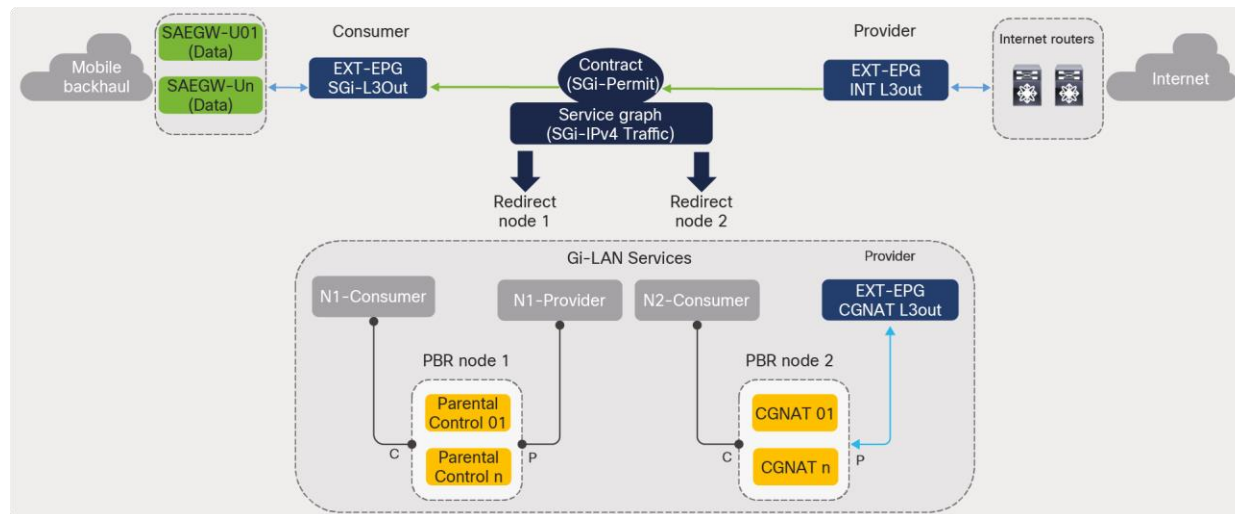 Mobile
backhaul
SAEGW-U01
(Data)
SAEGW-Un
(Data)
Consumer
EXT-EPG
SGi-L3Out
Contract
(SGi-Permit)
Service graph
(SGi-IPv4 Traffic)
Provider
EXT-EPG
INT L3out
Internet routers
Internet
Redirect
node 1
Redirect
node 2
Gi-LAN Services
N1-Consumer
N1-Provider
N2-Consumer
Provider
EXT-EPG
CGNAT L3out
PBR node 1
Parental
Control 01
Parental
Control n
C
P
PBR node 2
CGNAT 01
CGNAT n
C
P